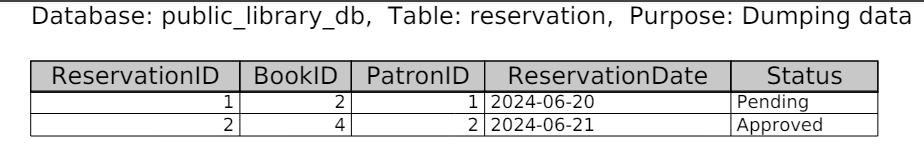 Database: public_library_db, Table: reservation, Purpose: Dumping data
ReservationID BookID PatronID ReservationDate Status
1 2 1 2024-06-20 Pending
2 4 2 2024-06-21 Approved